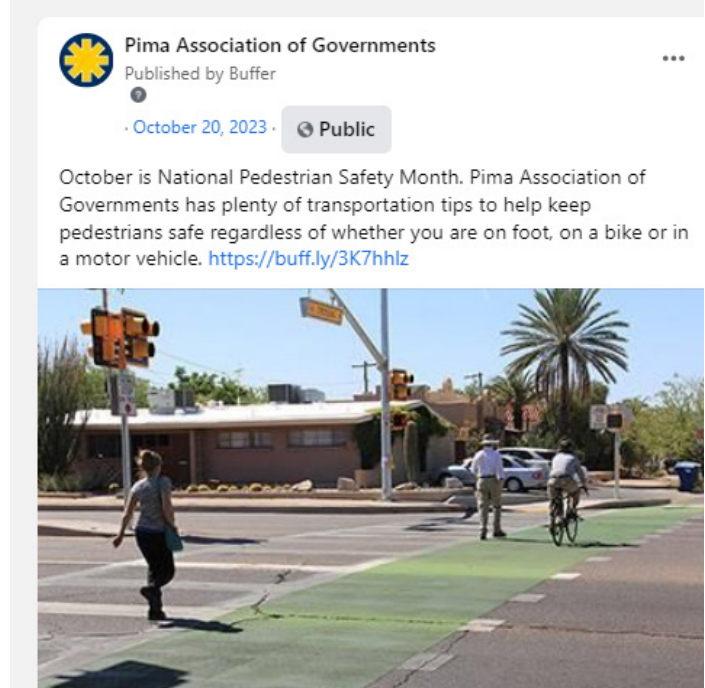 Pima Association of Governments
Published by Buffer
· October 20, 2023 ·
Public
October is National Pedestrian Safety Month. Pima Association of
Governments has plenty of transportation tips to help keep
pedestrians safe regardless of whether you are on foot, on a bike or in
a motor vehicle. https://buff.ly/3K7hhlz